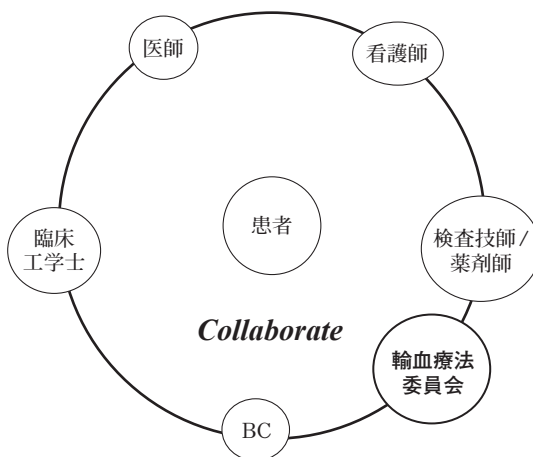 医師
看護師
臨床
工学士
患者
検査技師/
薬剤師
Collaborate
輸血療法
委員会
BC